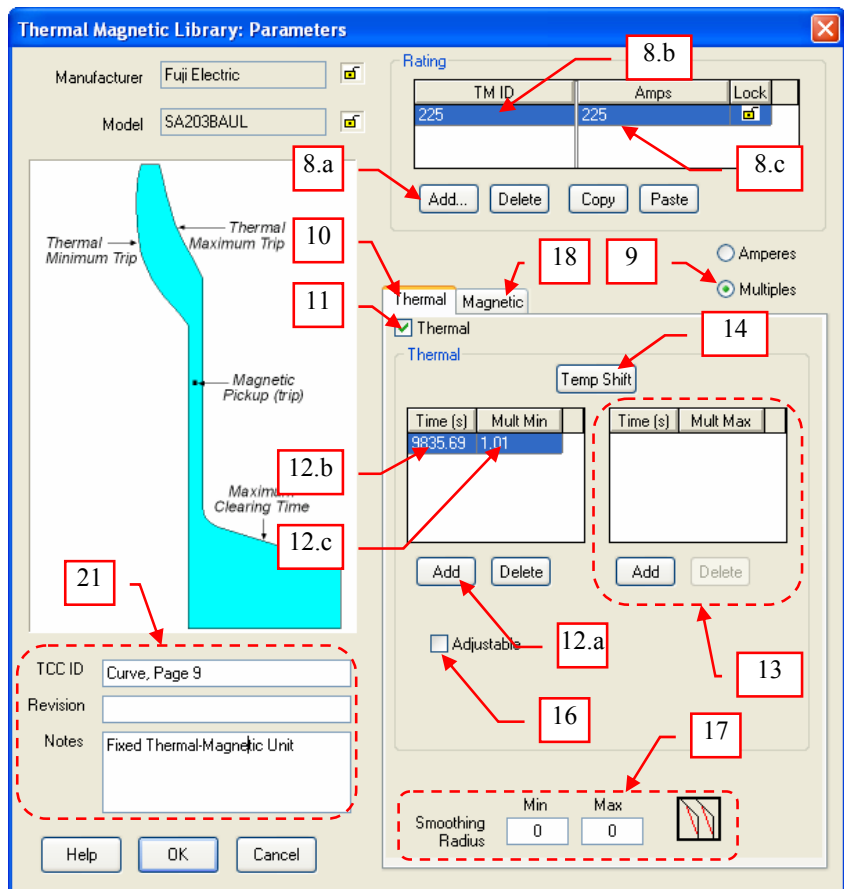 Thermal Magnetic Library: Parameters
Manufacturer Fuji Electric
Model SA203BAUL
Rating
8.b
TM ID Amps Lock
225 225
8.a
8.c
Add... Delete Copy Paste
Thermal
Minimum Trip
Thermal
Maximum Trip
Magnetic
Pickup (trip)
Maximum
Clearing Time
10
18
9
Amperes
Multiples
Thermal Magnetic
11
Thermal
14
Thermal
Temp Shift
Time (s) Mult Min
9835.69 1.01
Time (s) Mult Max
12.b
12.c
Add Delete
Add Delete
21
Adjustable
12.a
13
16
17
TCC ID Curve, Page 9
Revision
Notes Fixed Thermal-Magnetic Unit
Min Max
Smoothing
Radius
0 0
Help OK Cancel